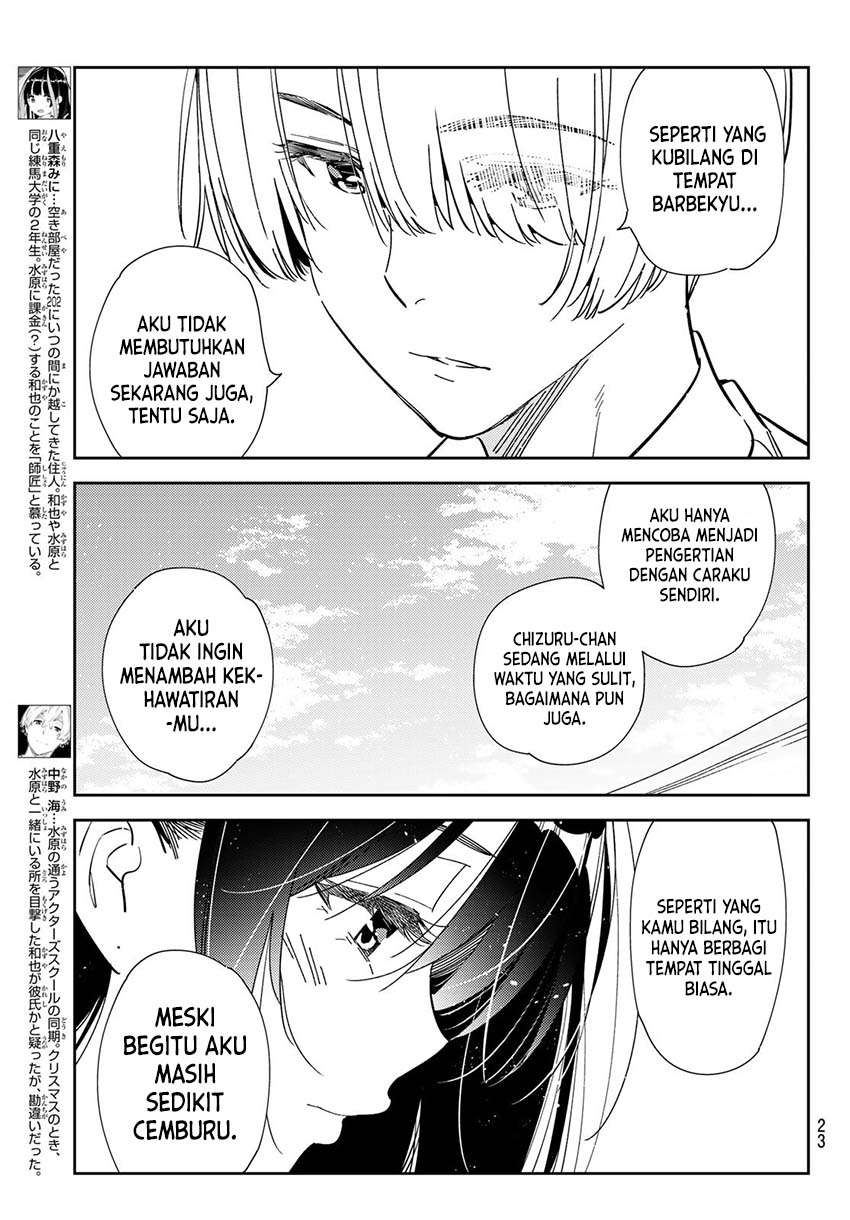 SEPERTI YANG
KUBILANG DI
TEMPAT
BARBEKYU...
AKU TIDAK
MEMBUTUHKAN
JAWABAN
SEKARANG JUGA,
TENTU SAJA.
AKU HANYA
MENCOBA MENJADI
PENGERTIAN
DENGAN CARAKU
SENDIRI.
CHIZURU-CHAN
SEDANG MELALUI
WAKTU YANG SULIT,
BAGAIMANA PUN
JUGA.
AKU
TIDAK INGIN
MENAMBAH KEK-
HAWATIRAN
-MU...
SEPERTI YANG
KAMU BILANG, ITU
HANYA BERBAGI
TEMPAT TINGGAL
BIASA.
MESKI
BEGITU AKU
MASIH
SEDIKIT
CEMBURU.
八重森みに…空き部屋だった202にいつの間にか越してきた住人。和也や水原と
同じ練馬大学の2年生。水原に課金(?)する和也のことを「師匠」と慕っている。
中野 海…水原の通うアクターズスクールの同期。クリスマスのとき、
水原と一緒にいる所を目撃した和也が彼氏かと疑ったが、勘違いだった。
23